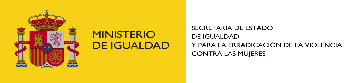 MINISTERIO
DE IGUALDAD
SECRETARÍA DE ESTADO
DE IGUALDAD
Y PARA LA ERRADICACIÓN DE LA VIOLENCIA
CONTRA LAS MUJERES